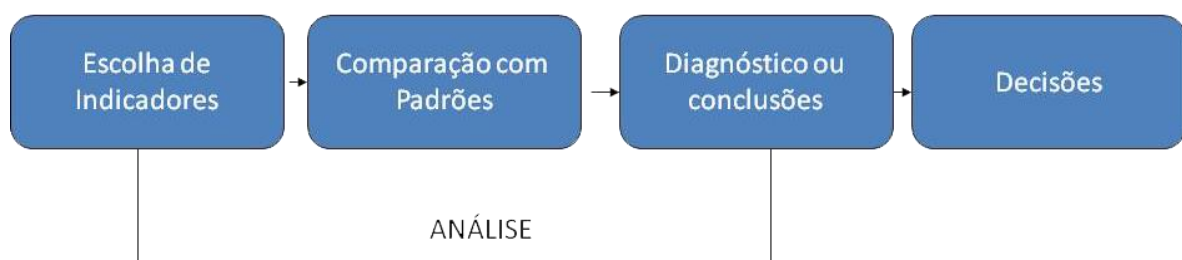 Escolha de
Indicadores
Comparação com
Padrões
Diagnóstico ou
conclusões
Decisões
ANÁLISE